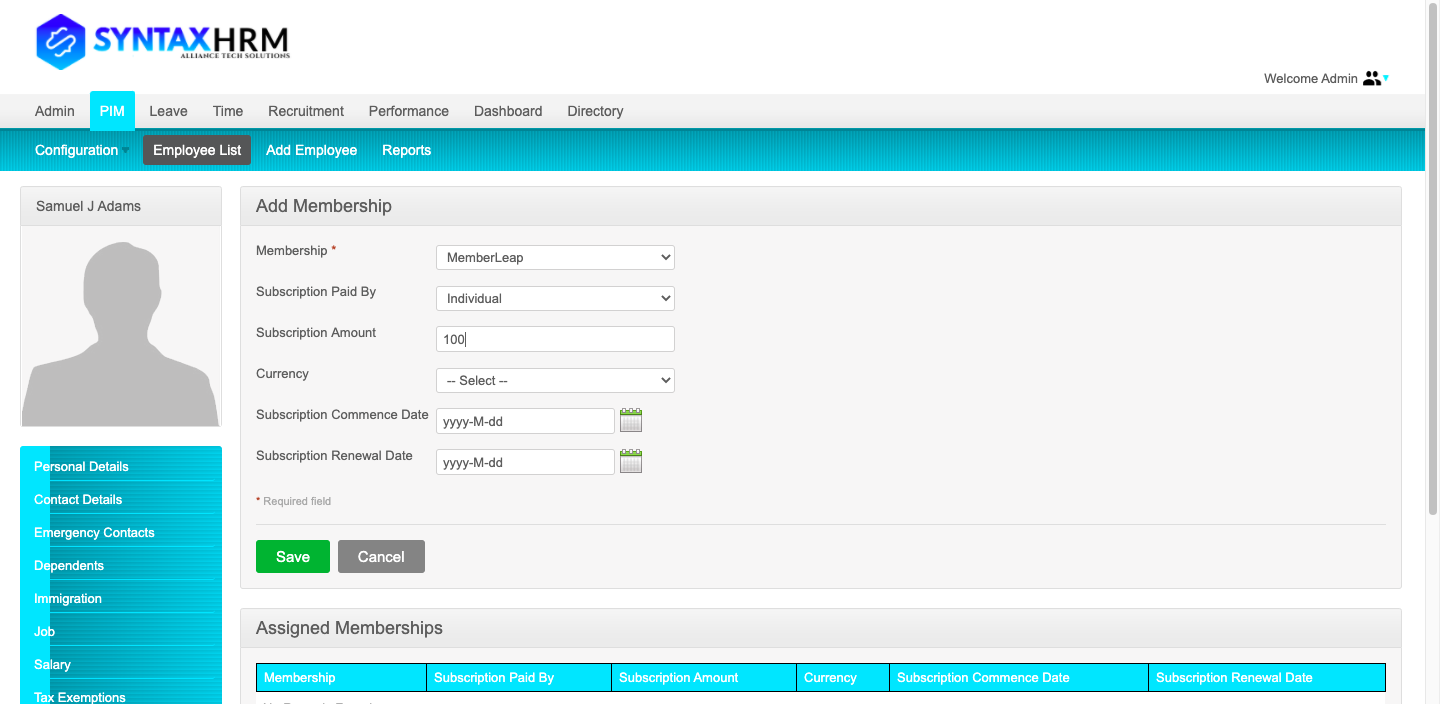 SYNTAXHRM
ALLIANCE TECH SOLUTIONS
Welcome Admin
Admin PIM Leave Time Recruitment Performance Dashboard Directory
Configuration Employee List Add Employee Reports
Samuel J Adams
Personal Details
Contact Details
Emergency Contacts
Dependents
Immigration
Job
Salary
Tax Exemptions
Add Membership
Membership * MemberLeap
Subscription Paid By Individual
Subscription Amount 100
Currency -- Select --
Subscription Commence Date yyyy-M-dd
Subscription Renewal Date yyyy-M-dd
* Required field
Save Cancel
Assigned Memberships
Membership Subscription Paid By Subscription Amount Currency Subscription Commence Date Subscription Renewal Date